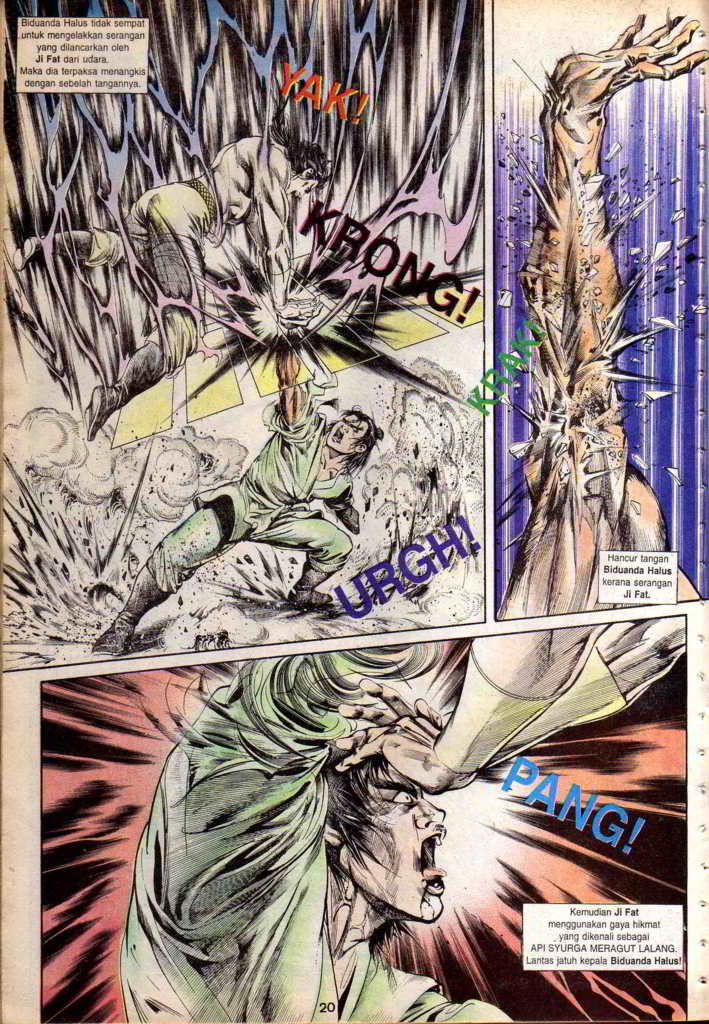 Biduanda Halus tidak sempat
untuk mengelakkan serangan
yang dilancarkan oleh
Ji Fat dari udara.
Maka dia terpaksa menangkis
dengan sebelah tangannya.
YAK!
KRONG!
URGH!
KRAK!
Hancur tangan
Biduanda Halus
kerana serangan
Ji Fat.
PANG!
Kemudian Ji Fat
menggunakan gaya hikmat
yang dikenali sebagai
API SYURGA MERAGUT LALANG.
Lantas jatuh kepala Biduanda Halus!
20